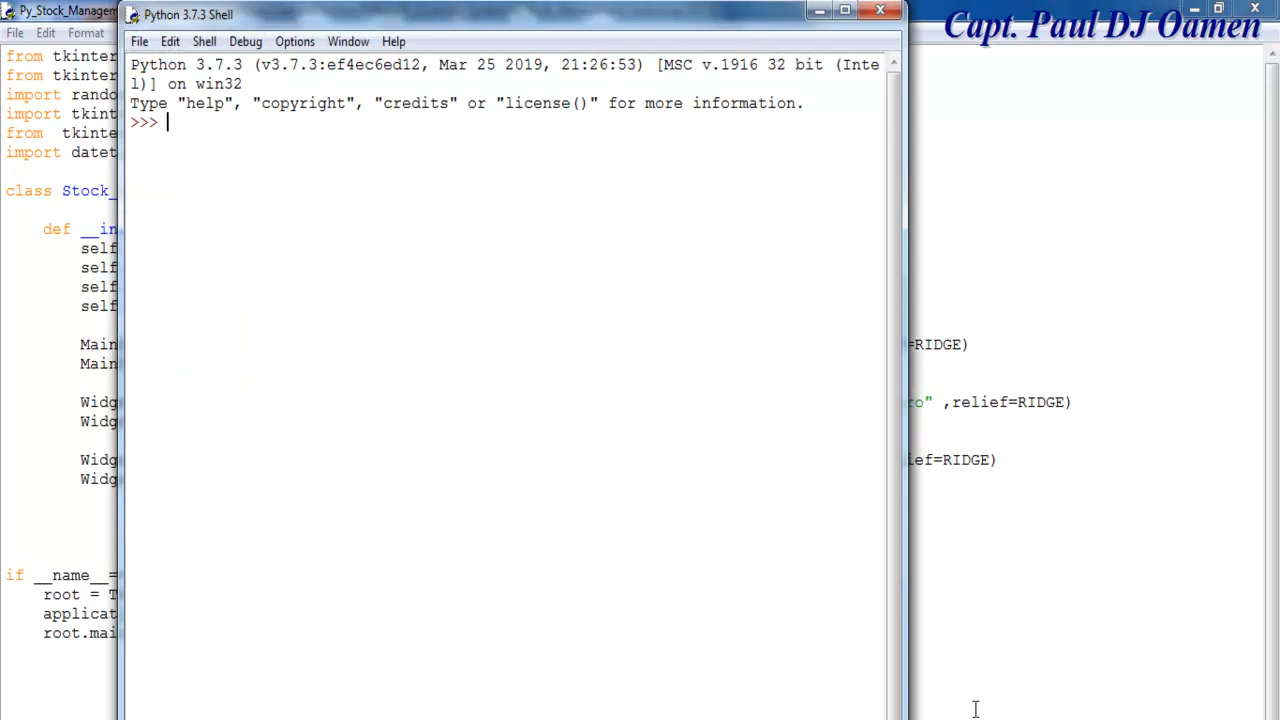 Py_Stock_Managem
Python 3.7.3 Shell
Capt. Paul DJ Oamen
File Edit Format
File Edit Shell Debug Options Window Help
from tkinter
from tkinter
import rando
import tkint
from tkinte
import datet
class Stock_
def __in
self
self
self
self
Main
Main
Widg
Widg
Widg
Widg
if __name__=
root = T
applicat
root.mai
Python 3.7.3 (v3.7.3:ef4ec6ed12, Mar 25 2019, 21:26:53) [MSC v.1916 32 bit (Inte
l)] on win32
Type "help", "copyright", "credits" or "license()" for more information.
>>>
=RIDGE)
ro" ,relief=RIDGE)
ief=RIDGE)